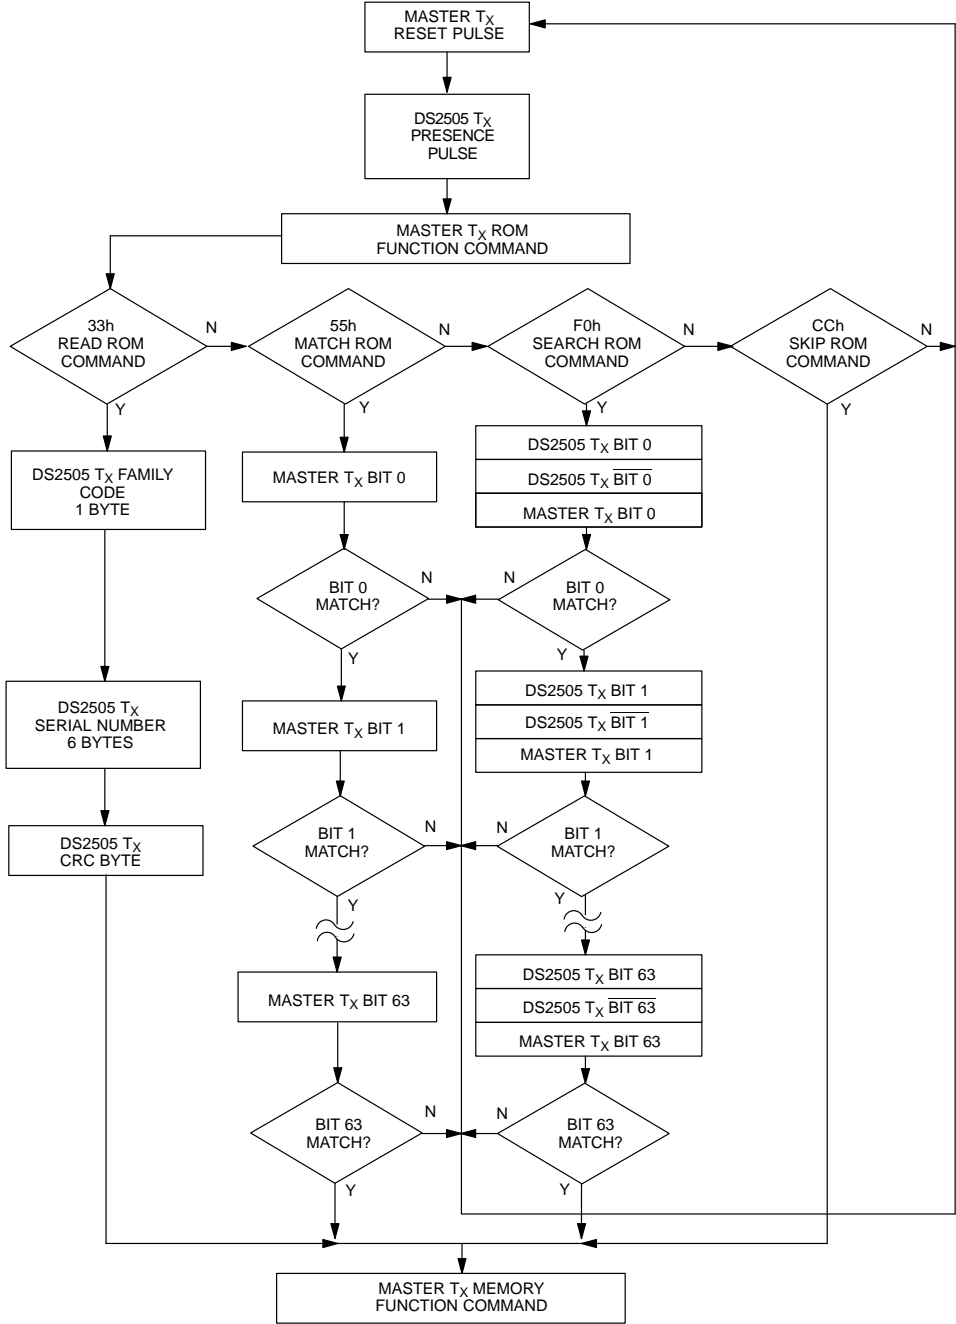 MASTER TX
RESET PULSE
DS2505 TX
PRESENCE
PULSE
MASTER TX ROM
FUNCTION COMMAND
33h
READ ROM
COMMAND
N
Y
55h
MATCH ROM
COMMAND
N
Y
F0h
SEARCH ROM
COMMAND
N
Y
CCh
SKIP ROM
COMMAND
N
Y
DS2505 TX FAMILY
CODE
1 BYTE
DS2505 TX
SERIAL NUMBER
6 BYTES
DS2505 TX
CRC BYTE
MASTER TX BIT 0
BIT 0
MATCH?
N
Y
MASTER TX BIT 1
BIT 1
MATCH?
N
Y
MASTER TX BIT 63
BIT 63
MATCH?
N
Y
DS2505 TX BIT 0
DS2505 TX BIT 0
MASTER TX BIT 0
BIT 0
MATCH?
N
Y
DS2505 TX BIT 1
DS2505 TX BIT 1
MASTER TX BIT 1
BIT 1
MATCH?
N
Y
DS2505 TX BIT 63
DS2505 TX BIT 63
MASTER TX BIT 63
BIT 63
MATCH?
N
Y
MASTER TX MEMORY
FUNCTION COMMAND